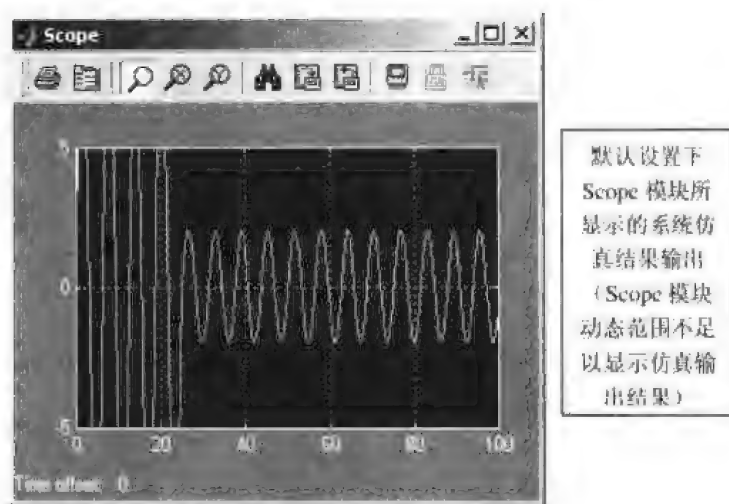 Scope
5
0
-5
0
20
40
60
80
100
Time offset: 0
默认设置下
Scope 模块所
显示的系统仿
真结果输出
（Scope 模块
动态范围不足
以显示仿真输
出结果）